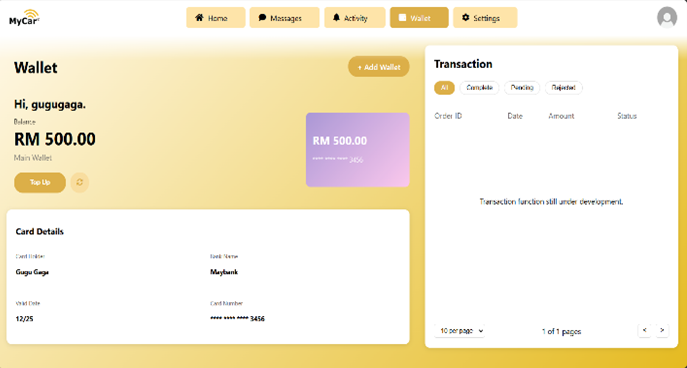 MyCar
Home
Messages
Activity
Wallet
Settings
Wallet
+ Add Wallet
Hi, gugugaga.
Balance
RM 500.00
Main Wallet
Top Up
RM 500.00
**** **** **** 3456
Card Details
Card Holder
Bank Name
Gugu Gaga
Maybank
Valid Date
Card Number
12/25
**** **** **** 3456
Transaction
All
Complete
Pending
Rejected
Order ID
Date
Amount
Status
Transaction function still under development.
10 per page
1 of 1 pages
<
>